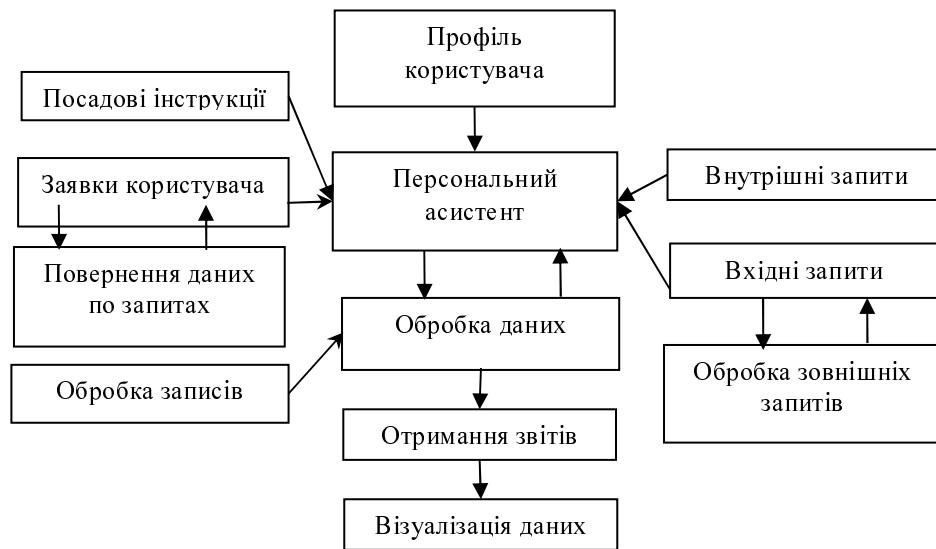 Профіль
користувача
Посадові інструкції
Заявки користувача
Персональний
асистент
Внутрішні запити
Повернення даних
по запитах
Вхідні запити
Обробка даних
Обробка записів
Обробка зовнішніх
запитів
Отримання звітів
Візуалізація даних